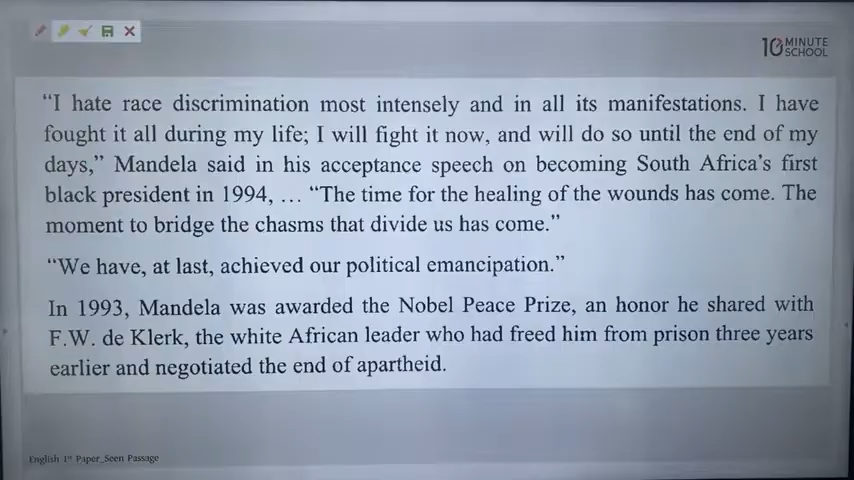 10 MINUTE
SCHOOL
“I hate race discrimination most intensely and in all its manifestations. I have
fought it all during my life; I will fight it now, and will do so until the end of my
days,” Mandela said in his acceptance speech on becoming South Africa’s first
black president in 1994, … “The time for the healing of the wounds has come. The
moment to bridge the chasms that divide us has come.”
“We have, at last, achieved our political emancipation.”
In 1993, Mandela was awarded the Nobel Peace Prize, an honor he shared with
F.W. de Klerk, the white African leader who had freed him from prison three years
earlier and negotiated the end of apartheid.
English 1st Paper_Seen Passage